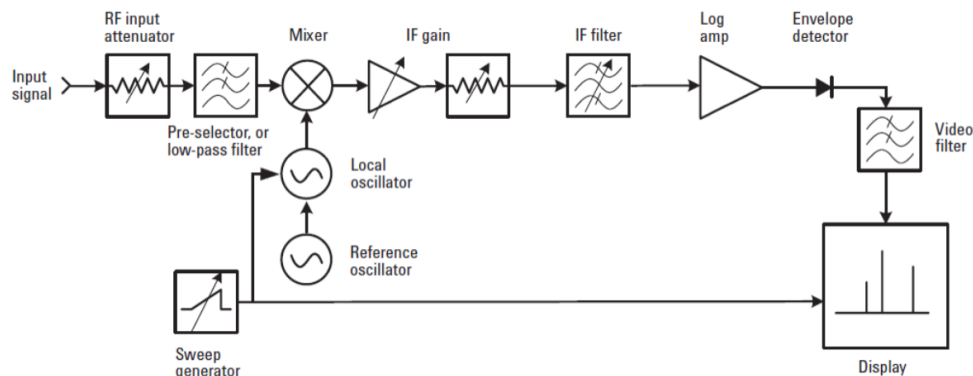 RF input
attenuator
Mixer
IF gain
IF filter
Log
amp
Envelope
detector
Input
signal
Pre-selector, or
low-pass filter
Video
filter
Local
oscillator
Reference
oscillator
Sweep
generator
Display